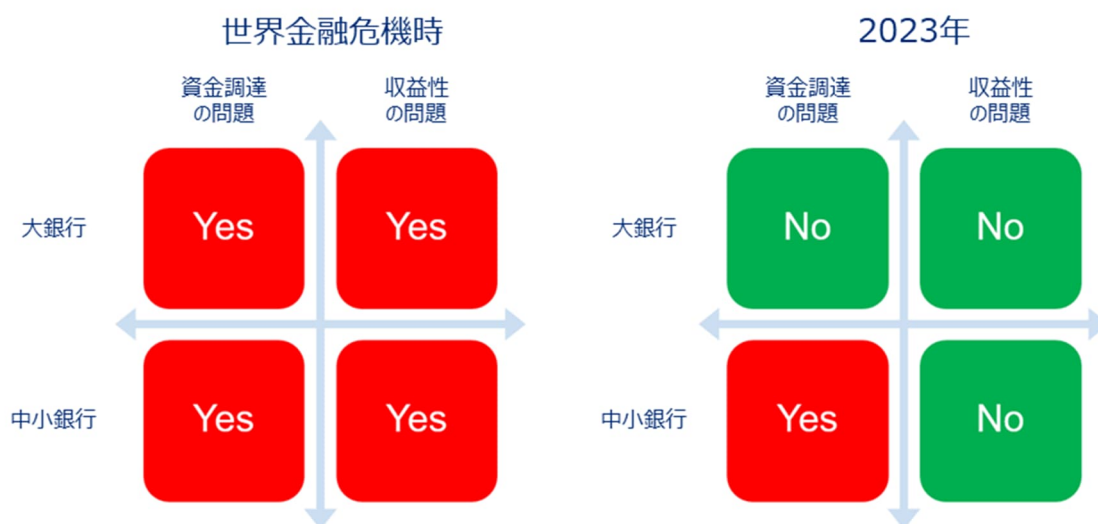 世界金融危機時
資金調達
の問題
収益性
の問題
大銀行
Yes
Yes
中小銀行
Yes
Yes
2023年
資金調達
の問題
収益性
の問題
大銀行
No
No
中小銀行
Yes
No